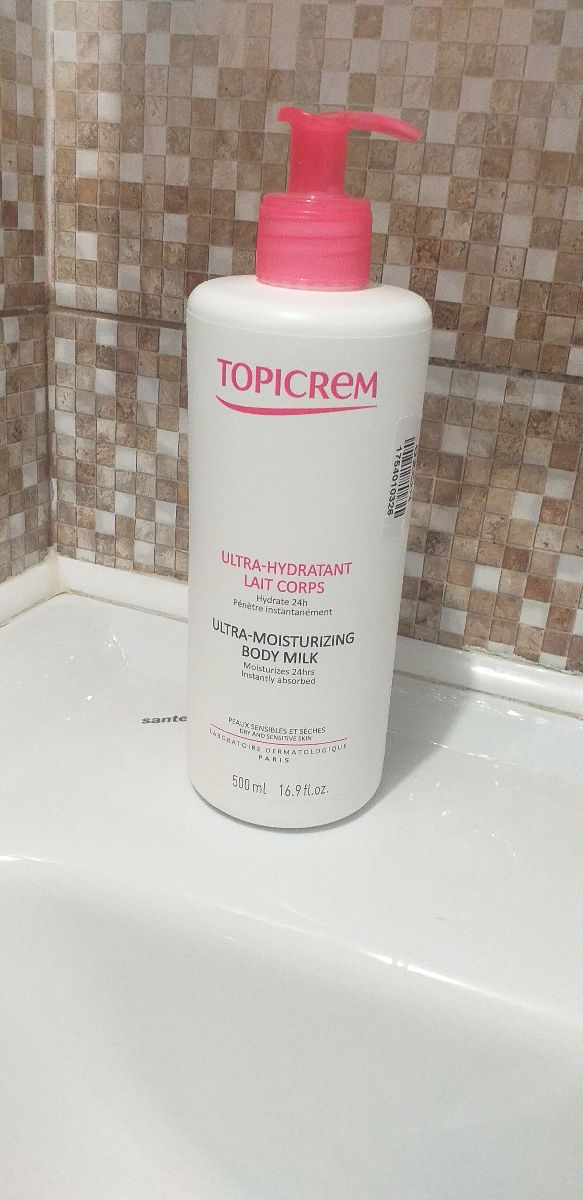 TOPICREM
1754010326
ULTRA-HYDRATANT
LAIT CORPS
Hydrate 24h
Pénètre instantanément
ULTRA-MOISTURIZING
BODY MILK
Moisturizes 24hrs
Instantly absorbed
PEAUX SENSIBLES ET SÈCHES
DRY AND SENSITIVE SKIN
LABORATOIRE DERMATOLOGIQUE
PARIS
500 ml 16.9 fl.oz.
sante